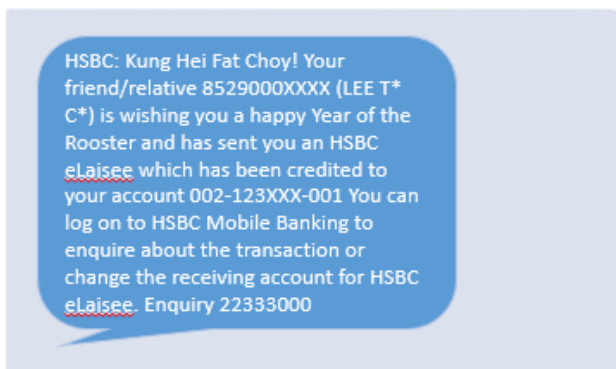 HSBC: Kung Hei Fat Choy! Your
friend/relative 8529000XXXX (LEE T*
C*) is wishing you a happy Year of the
Rooster and has sent you an HSBC
eLaisee which has been credited to
your account 002-123XXX-001 You can
log on to HSBC Mobile Banking to
enquire about the transaction or
change the receiving account for HSBC
eLaisee. Enquiry 22333000